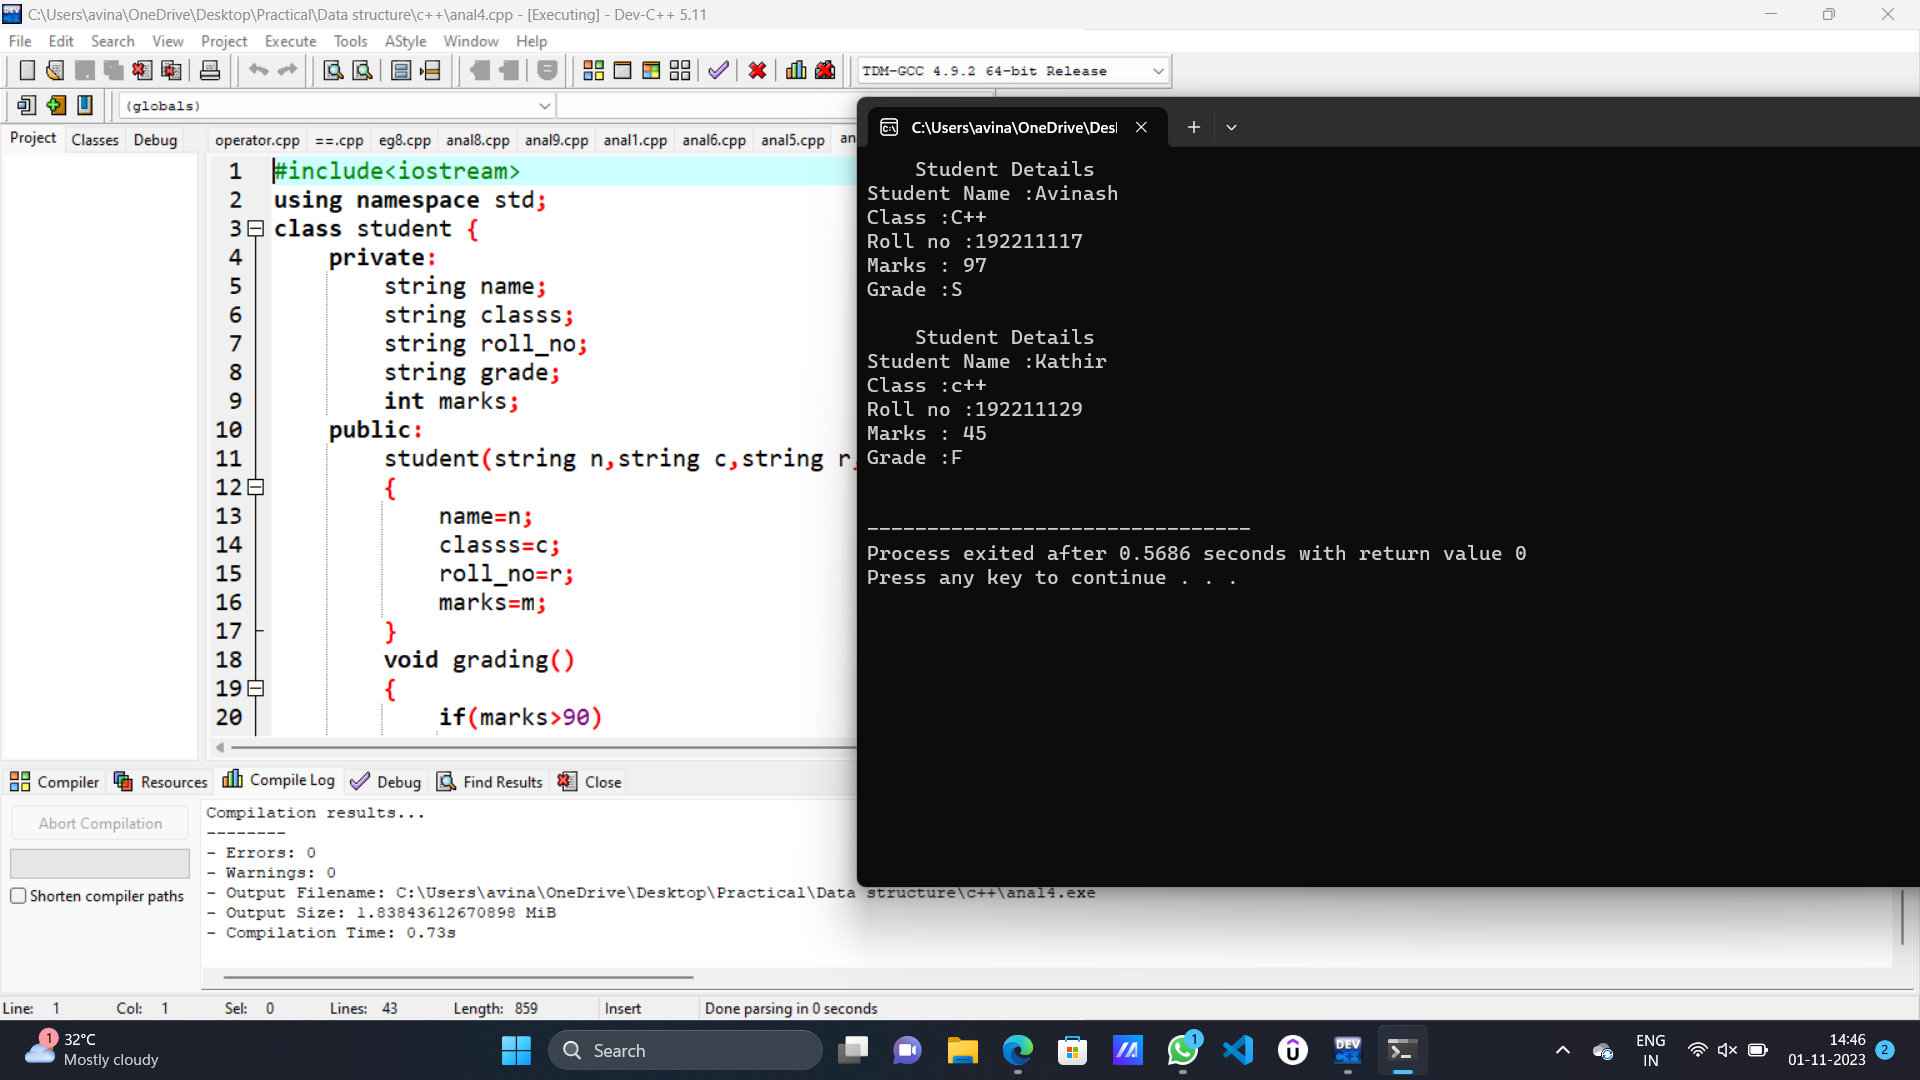 C:\Users\avina\OneDrive\Desktop\Practical\Data structure\c++\anal4.cpp - [Executing] - Dev-C++ 5.11
File Edit Search View Project Execute Tools AStyle Window Help
TDM-GCC 4.9.2 64-bit Release
(globals)
Project Classes Debug
operator.cpp ==.cpp eg8.cpp anal8.cpp anal9.cpp anal1.cpp anal6.cpp anal5.cpp an
1 #include<iostream>
2 using namespace std;
3 class student {
4 private:
5 string name;
6 string classs;
7 string roll_no;
8 string grade;
9 int marks;
10 public:
11 student(string n,string c,string r,
12 {
13 name=n;
14 classs=c;
15 roll_no=r;
16 marks=m;
17 }
18 void grading()
19 {
20 if(marks>90)
C:\Users\avina\OneDrive\Des
Student Details
Student Name :Avinash
Class :C++
Roll no :192211117
Marks : 97
Grade :S
Student Details
Student Name :Kathir
Class :c++
Roll no :192211129
Marks : 45
Grade :F
--------------------------------
Process exited after 0.5686 seconds with return value 0
Press any key to continue . . .
Compiler Resources Compile Log Debug Find Results Close
Abort Compilation
Shorten compiler paths
Compilation results...
--------
- Errors: 0
- Warnings: 0
- Output Filename: C:\Users\avina\OneDrive\Desktop\Practical\Data structure\c++\anal4.exe
- Output Size: 1.83843612670898 MiB
- Compilation Time: 0.73s
Line: 1 Col: 1 Sel: 0 Lines: 43 Length: 859 Insert Done parsing in 0 seconds
1
32°C
Mostly cloudy
Search
1
DEV
C++
ENG
IN
14:46
01-11-2023
2